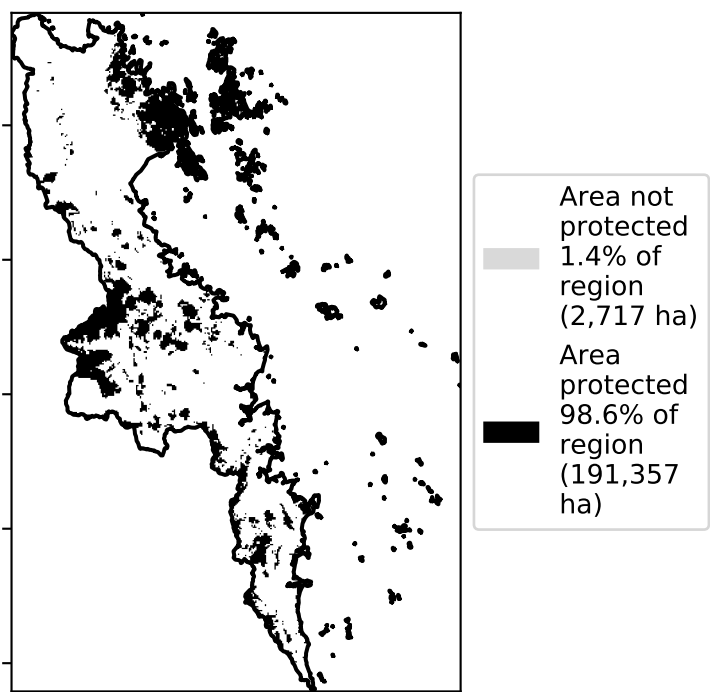 Area not
protected
1.4% of
region
(2,717 ha)
Area
protected
98.6% of
region
(191,357
ha)